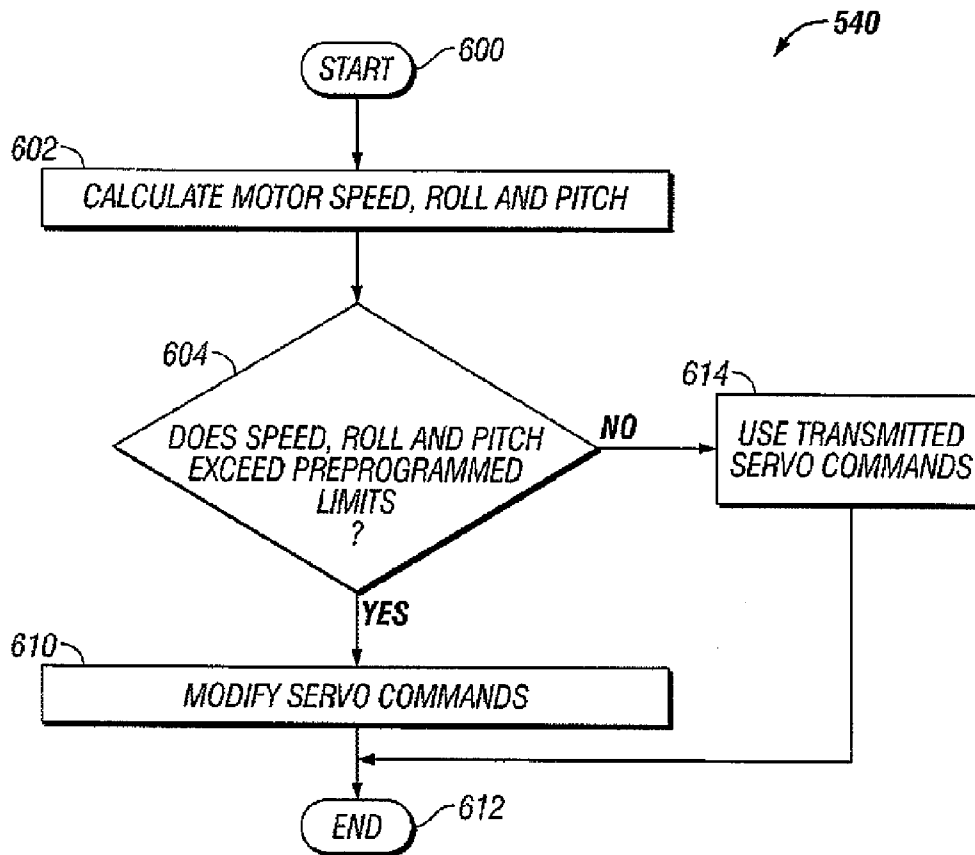 540
START
600
602
CALCULATE MOTOR SPEED, ROLL AND PITCH
604
DOES SPEED, ROLL AND PITCH
EXCEED PREPROGRAMMED
LIMITS
?
NO
614
USE TRANSMITTED
SERVO COMMANDS
YES
610
MODIFY SERVO COMMANDS
END
612